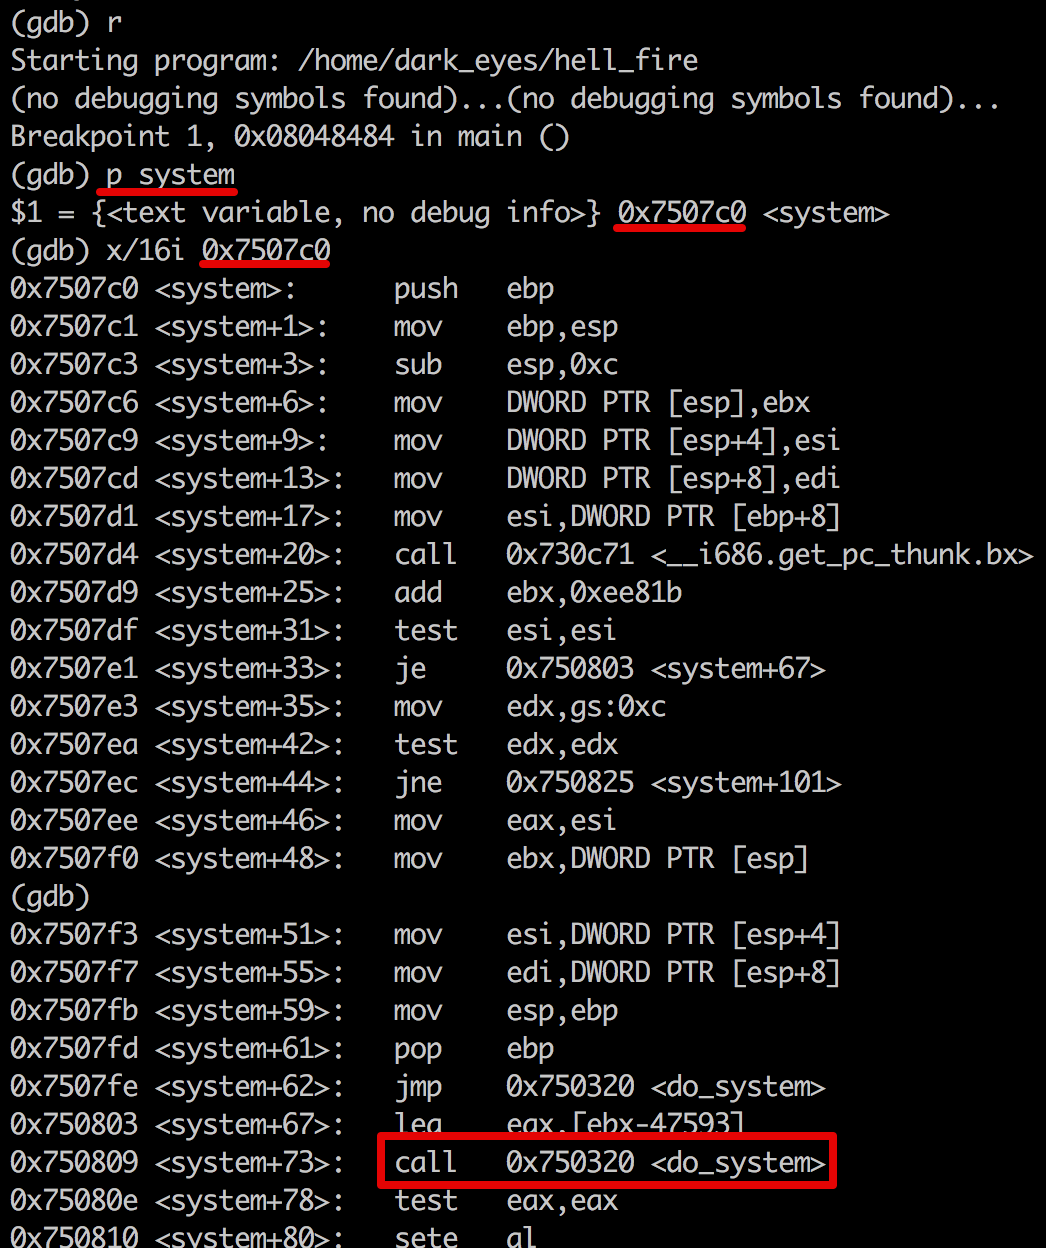 (gdb) r
Starting program: /home/dark_eyes/hell_fire
(no debugging symbols found)...(no debugging symbols found)...
Breakpoint 1, 0x08048484 in main ()
(gdb) p system
$1 = {<text variable, no debug info>} 0x7507c0 <system>
(gdb) x/16i 0x7507c0
0x7507c0 <system>: push ebp
0x7507c1 <system+1>: mov ebp,esp
0x7507c3 <system+3>: sub esp,0xc
0x7507c6 <system+6>: mov DWORD PTR [esp],ebx
0x7507c9 <system+9>: mov DWORD PTR [esp+4],esi
0x7507cd <system+13>: mov DWORD PTR [esp+8],edi
0x7507d1 <system+17>: mov esi,DWORD PTR [ebp+8]
0x7507d4 <system+20>: call 0x730c71 <__i686.get_pc_thunk.bx>
0x7507d9 <system+25>: add ebx,0xee81b
0x7507df <system+31>: test esi,esi
0x7507e1 <system+33>: je 0x750803 <system+67>
0x7507e3 <system+35>: mov edx,gs:0xc
0x7507ea <system+42>: test edx,edx
0x7507ec <system+44>: jne 0x750825 <system+101>
0x7507ee <system+46>: mov eax,esi
0x7507f0 <system+48>: mov ebx,DWORD PTR [esp]
(gdb)
0x7507f3 <system+51>: mov esi,DWORD PTR [esp+4]
0x7507f7 <system+55>: mov edi,DWORD PTR [esp+8]
0x7507fb <system+59>: mov esp,ebp
0x7507fd <system+61>: pop ebp
0x7507fe <system+62>: jmp 0x750320 <do_system>
0x750803 <system+67>: lea eax,[ebx-47593]
0x750809 <system+73>: call 0x750320 <do_system>
0x75080e <system+78>: test eax,eax
0x750810 <system+80>: sete al